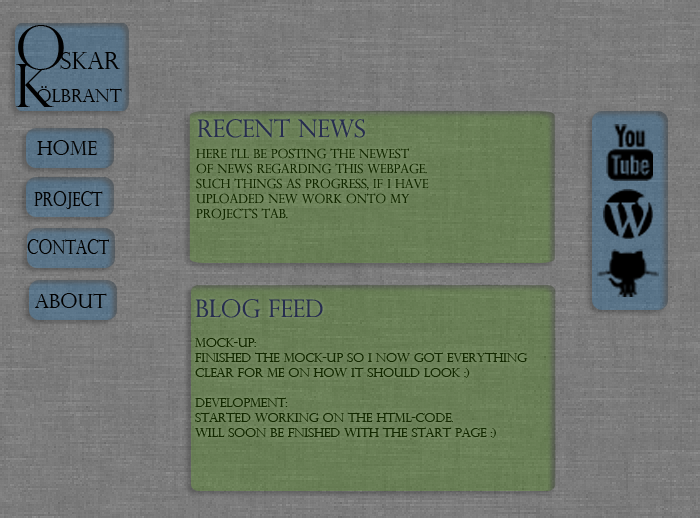 OSKAR
KÖLBRANT
HOME
PROJECT
CONTACT
ABOUT
RECENT NEWS
HERE I'LL BE POSTING THE NEWEST
OF NEWS REGARDING THIS WEBPAGE.
SUCH THINGS AS PROGRESS, IF I HAVE
UPLOADED NEW WORK ONTO MY
PROJECT'S TAB.
BLOG FEED
MOCK-UP:
FINISHED THE MOCK-UP SO I NOW GOT EVERYTHING
CLEAR FOR ME ON HOW IT SHOULD LOOK :)
DEVELOPMENT:
STARTED WORKING ON THE HTML-CODE.
WILL SOON BE FNISHED WITH THE START PAGE ;)
You
Tube
W